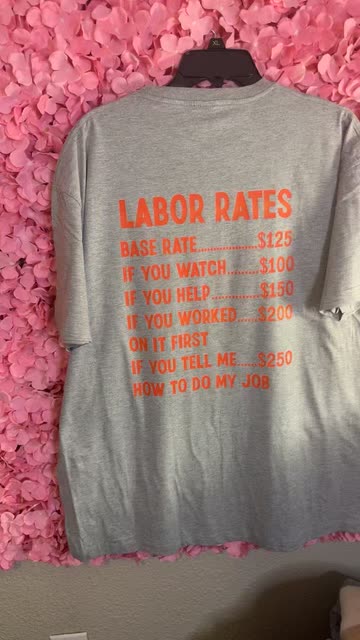 XL
LABOR RATES
BASE RATE..................$125
IF YOU WATCH.........$100
IF YOU HELP..............$150
IF YOU WORKED......$200
ON IT FIRST
IF YOU TELL ME......$250
HOW TO DO MY JOB